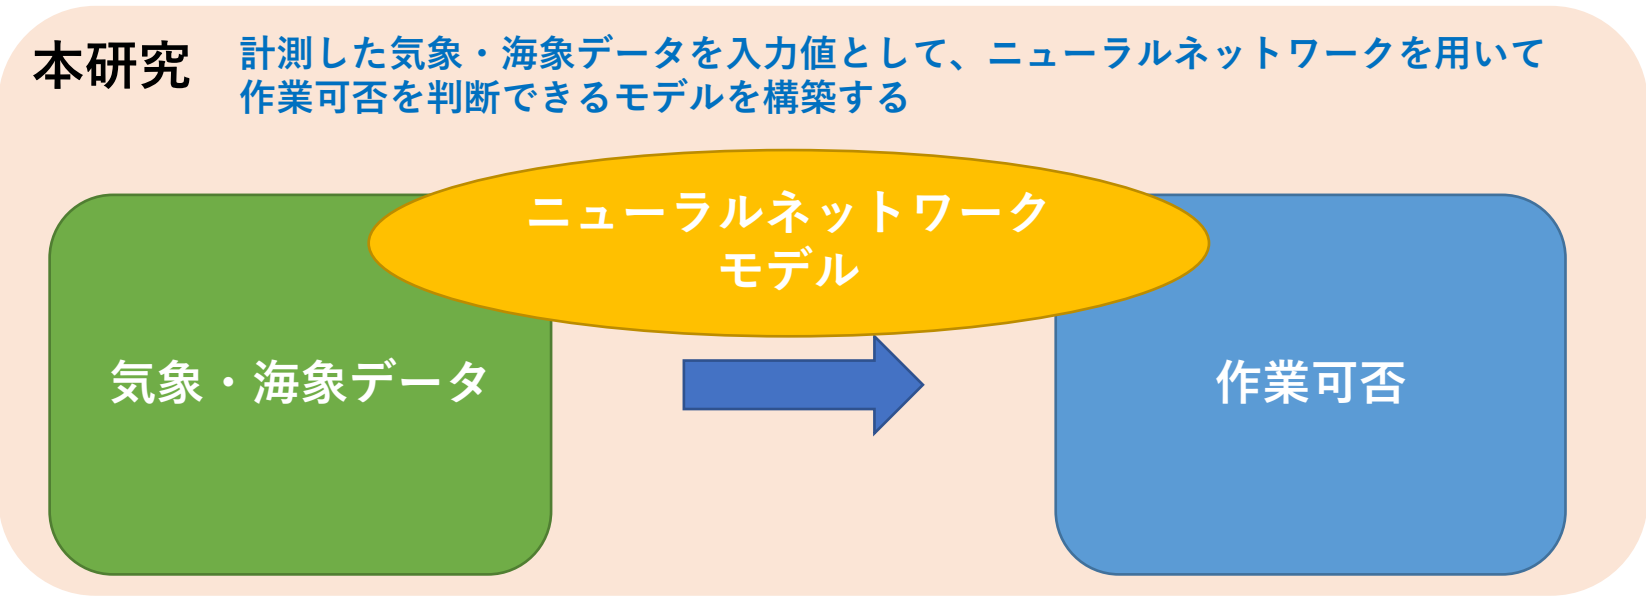 本研究
計測した気象・海象データを入力値として、ニューラルネットワークを用いて
作業可否を判断できるモデルを構築する
ニューラルネットワーク
モデル
気象・海象データ
作業可否